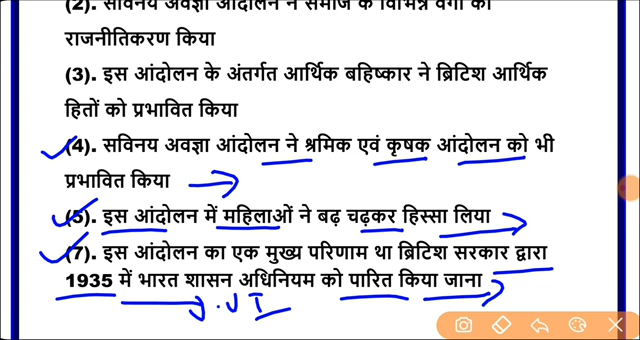 (2). सविनय अवज्ञा आंदोलन ने समाज के विभिन्न वर्गों का
राजनीतिकरण किया
(3). इस आंदोलन के अंतर्गत आर्थिक बहिष्कार ने ब्रिटिश आर्थिक
हितों को प्रभावित किया
(4). सविनय अवज्ञा आंदोलन ने श्रमिक एवं कृषक आंदोलन को भी
प्रभावित किया
(5). इस आंदोलन में महिलाओं ने बढ़ चढ़कर हिस्सा लिया
(7). इस आंदोलन का एक मुख्य परिणाम था ब्रिटिश सरकार द्वारा
1935 में भारत शासन अधिनियम को पारित किया जाना